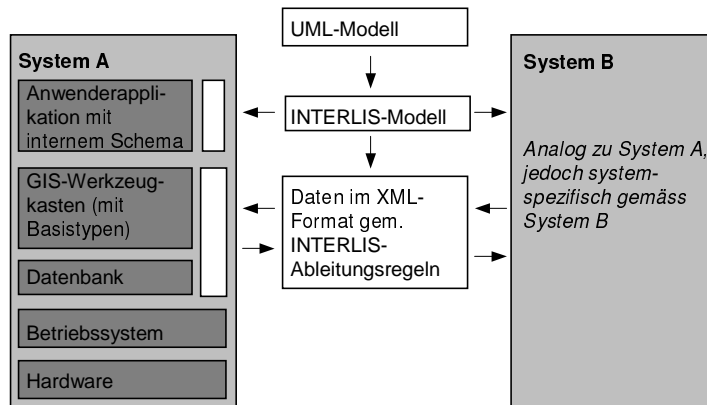 System A
Anwenderappli-
kation mit
internem Schema
GIS-Werkzeug-
kasten (mit
Basistypen)
Datenbank
Betriebssystem
Hardware
UML-Modell
INTERLIS-Modell
Daten im XML-
Format gem.
INTERLIS-
Ableitungsregeln
System B
Analog zu System A,
jedoch system-
spezifisch gemäss
System B